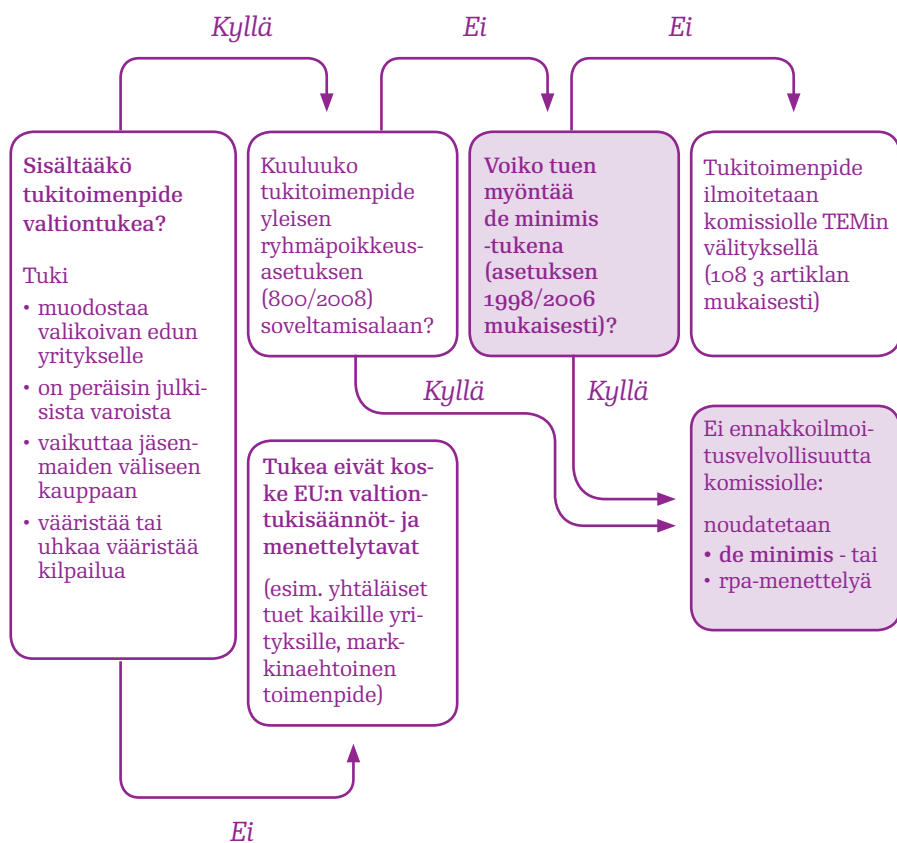 Kyllä
Ei
Ei
Sisältääkö
tukitoimenpide
valtiontukea?
Tuki
• muodostaa
valikoivan edun
yritykselle
• on peräisin julki-
sista varoista
• vaikuttaa jäsen-
maiden väliseen
kauppaan
• vääristää tai
uhkaa vääristää
kilpailua
Kuuluuko
tukitoimenpide
yleisen
ryhmäpoikkeus-
asetuksen
(800/2008)
soveltamisalaan?
Voiko tuen
myöntää
de minimis
-tukena
(asetuksen
1998/2006
mukaisesti)?
Tukitoimenpide
ilmoitetaan
komissiolle TEMin
välityksellä
(108 3 artiklan
mukaisesti)
Kyllä
Kyllä
Tukea eivät kos-
ke EU:n valtion-
tukisäännöt- ja
menettelytavat
(esim. yhtäläiset
tuet kaikille yri-
tyksille, mark-
kinaehtoinen
toimenpide)
Ei ennakkoilmoi-
tusvelvollisuutta
komissiolle:
noudatetaan
• de minimis - tai
• rpa-menettelyä
Ei